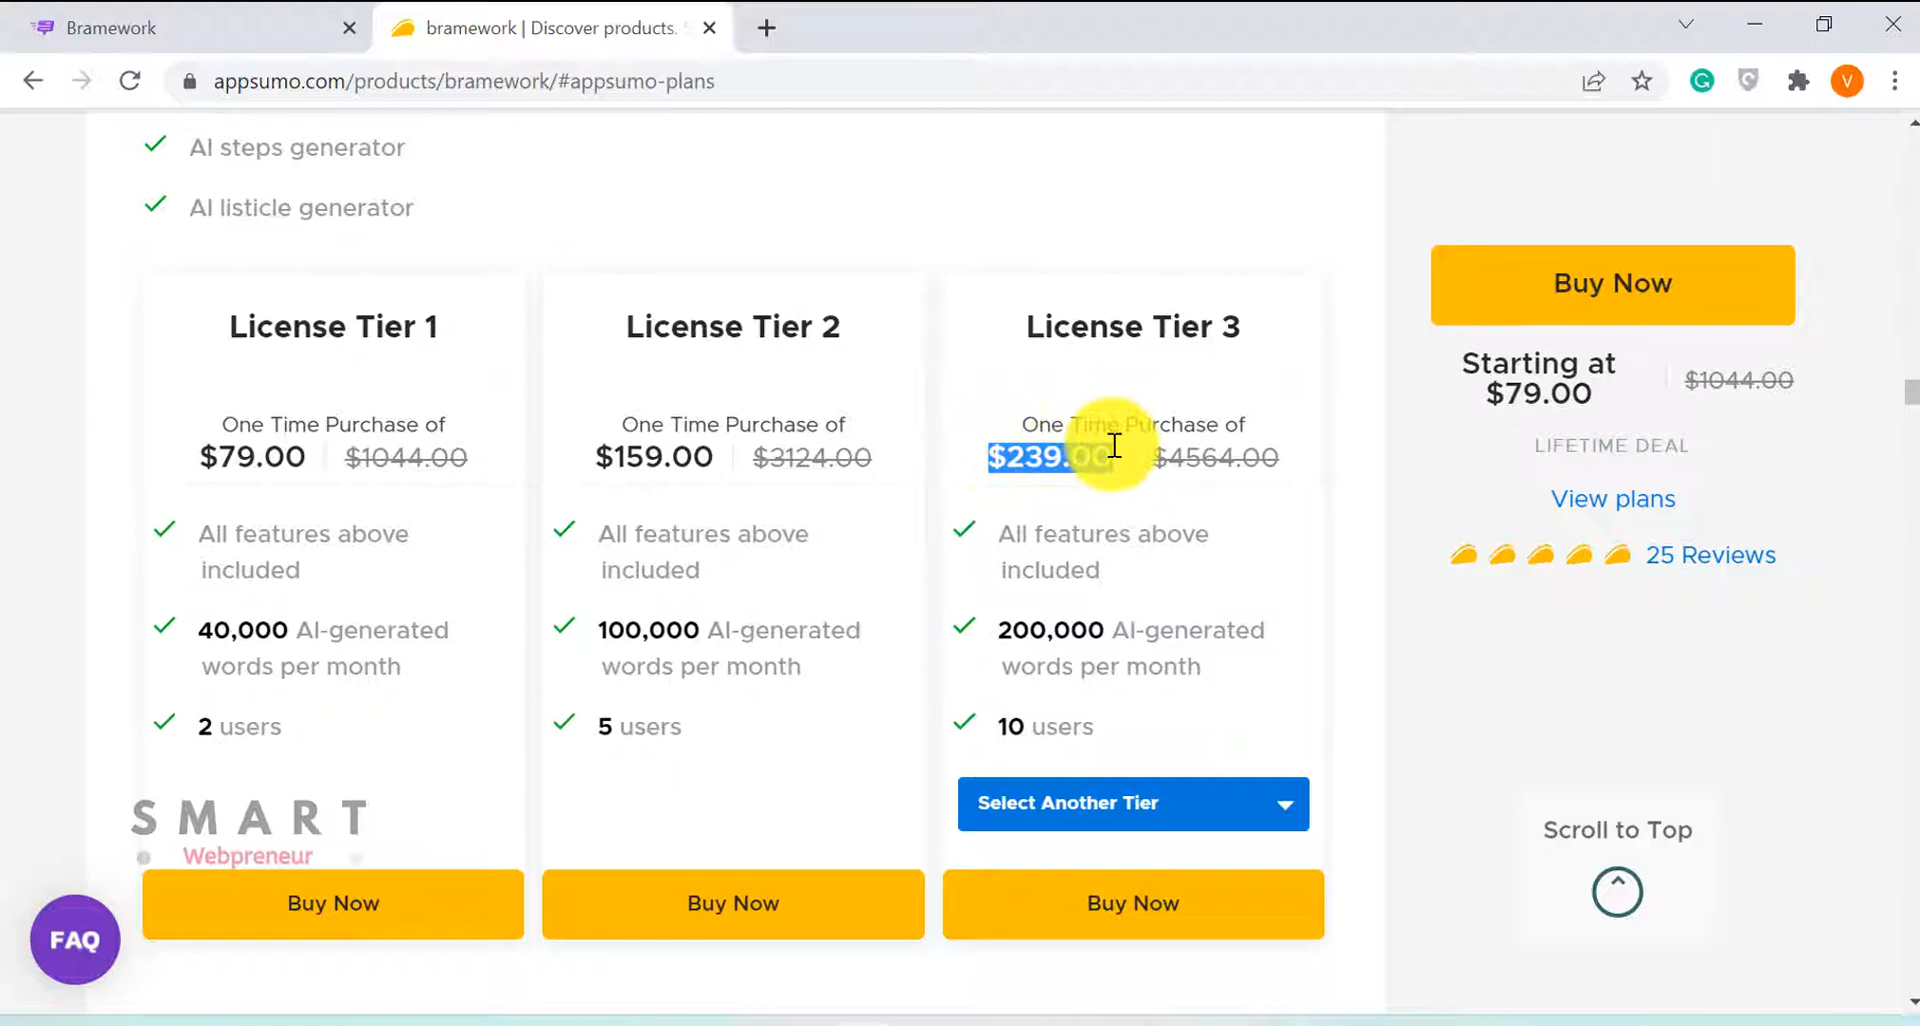 Bramework
bramework | Discover products.
appsumo.com/products/bramework/#appsumo-plans
V
AI steps generator
AI listicle generator
License Tier 1
One Time Purchase of
$79.00 $1044.00
All features above
included
40,000 AI-generated
words per month
2 users
Buy Now
License Tier 2
One Time Purchase of
$159.00 $3124.00
All features above
included
100,000 AI-generated
words per month
5 users
Buy Now
License Tier 3
One Time Purchase of
$239.00 $4564.00
All features above
included
200,000 AI-generated
words per month
10 users
Select Another Tier
Buy Now
Buy Now
Starting at
$79.00
$1044.00
LIFETIME DEAL
View plans
25 Reviews
Scroll to Top
SMART
Webpreneur
FAQ